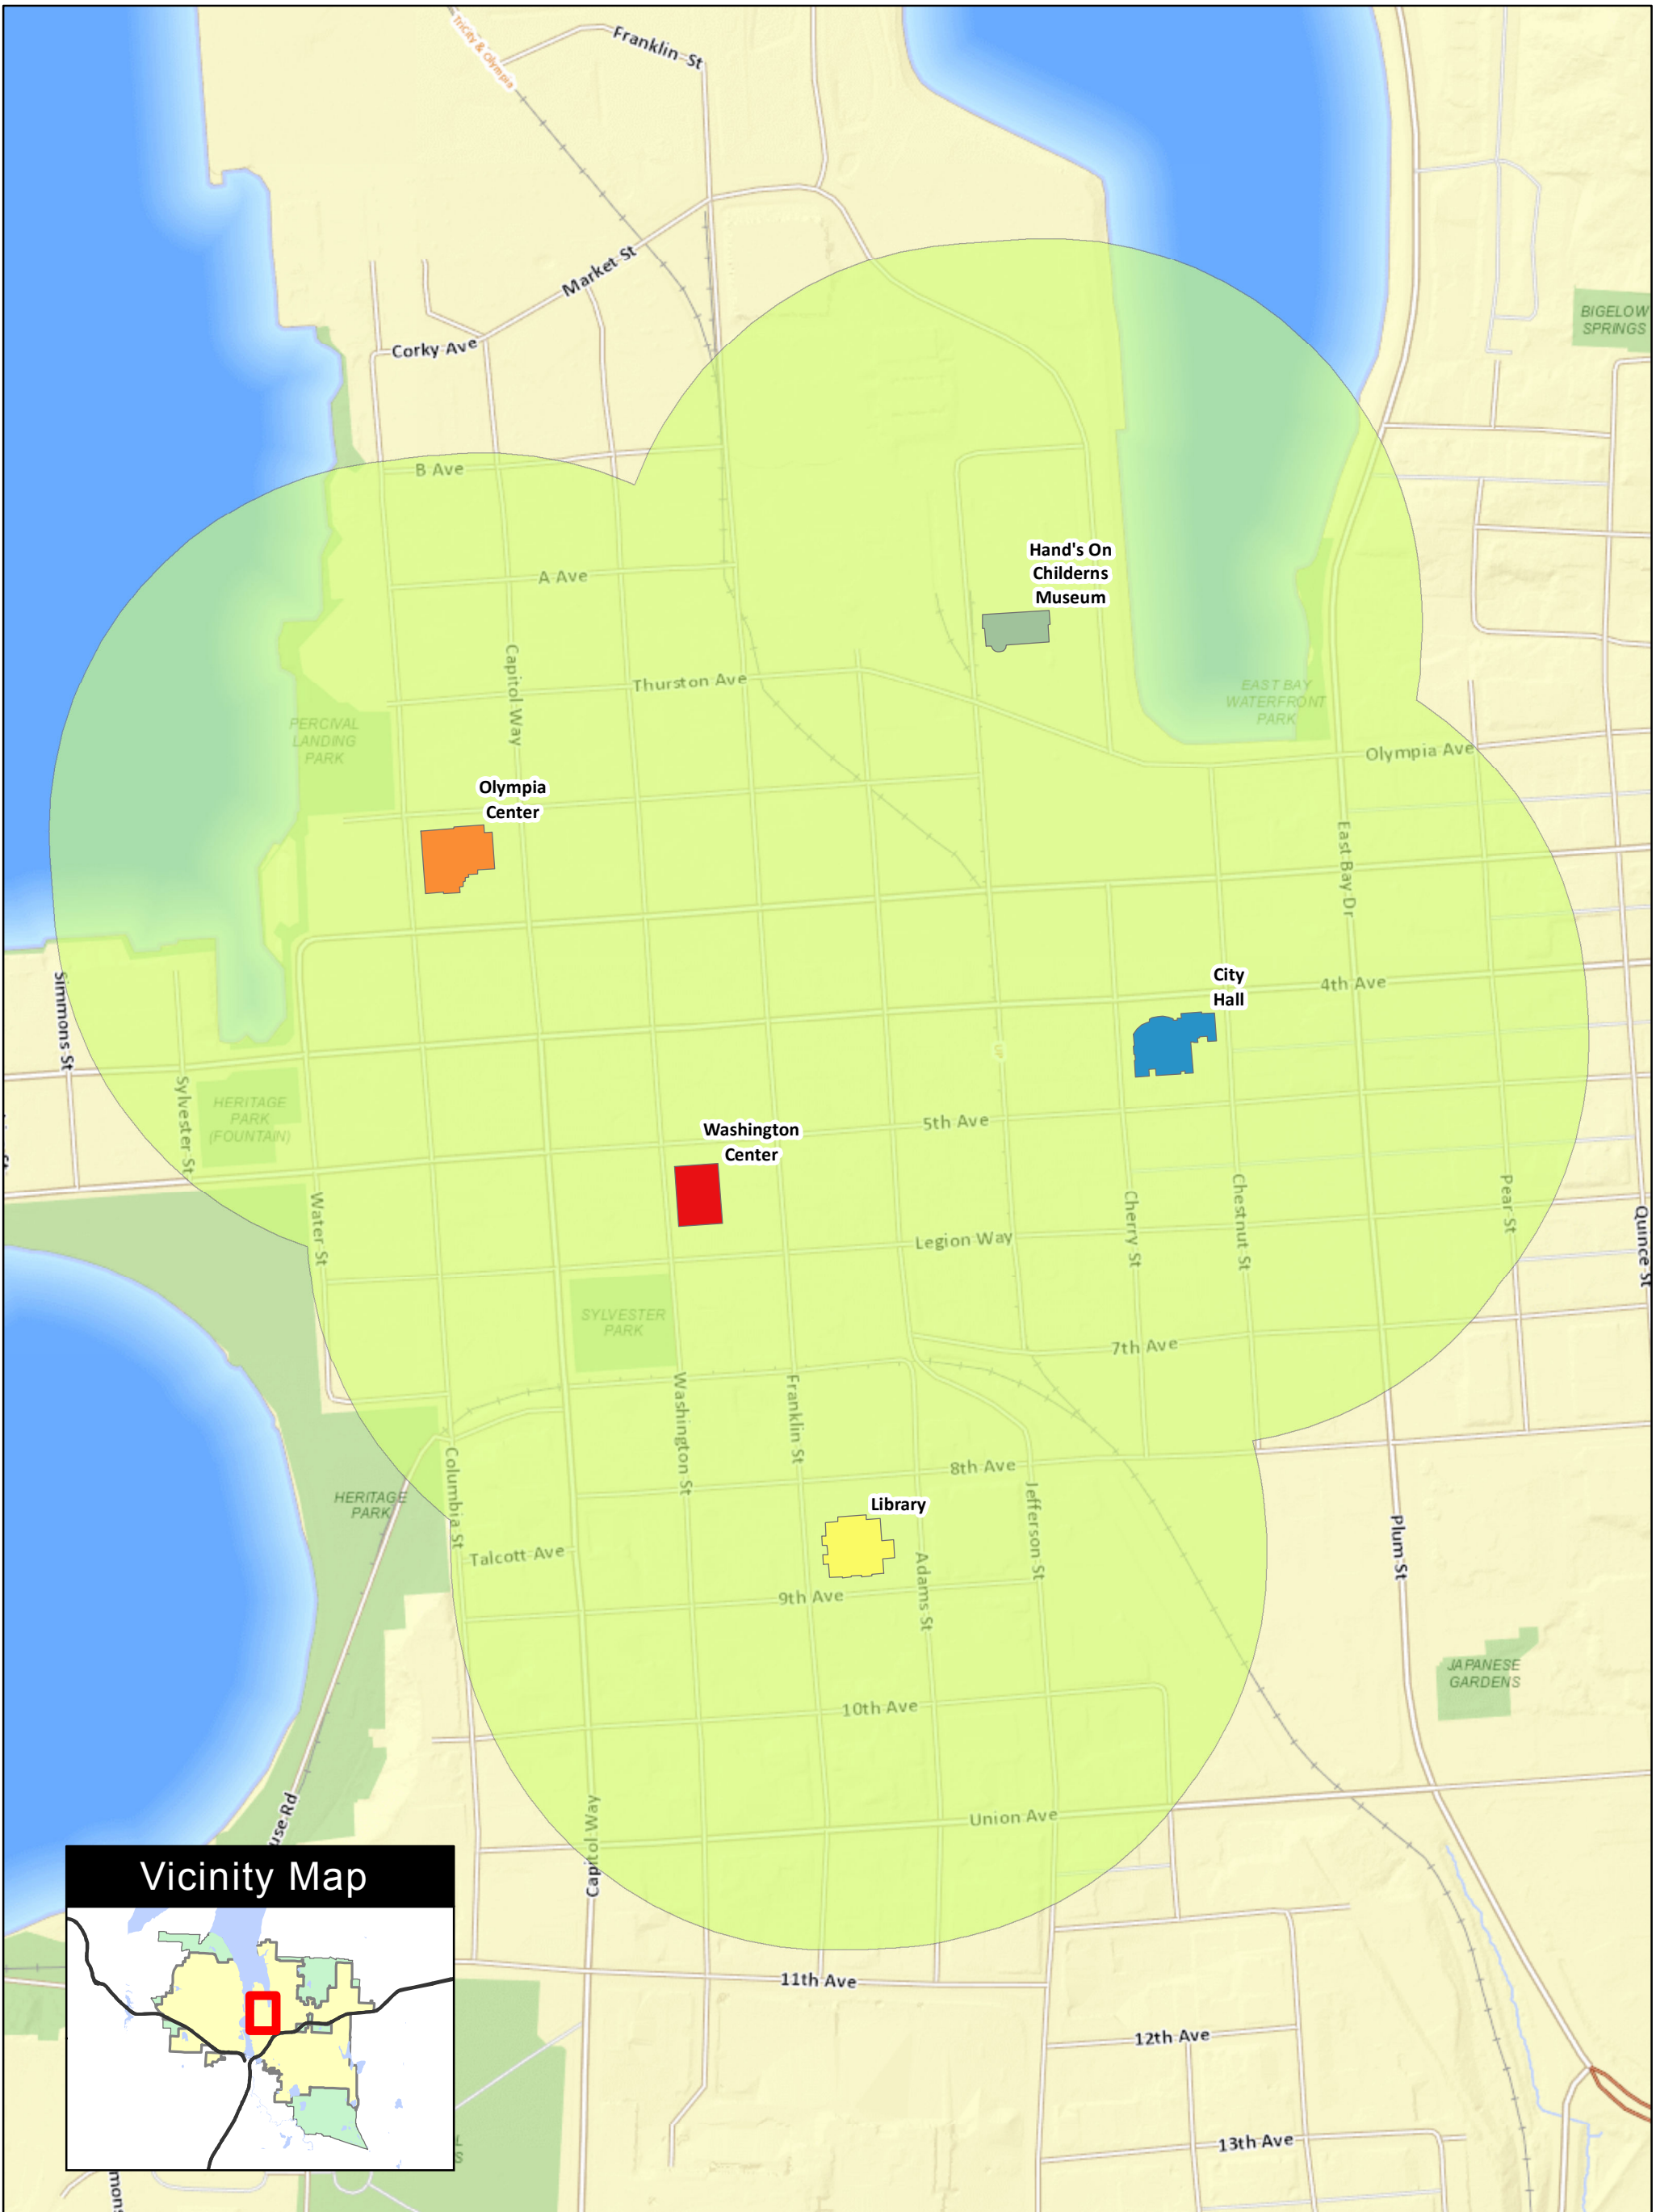 TriCity & Olympia
Franklin St
Market St
Corky Ave
BIGELOW
SPRINGS
B Ave
A Ave
Hand's On
Childerns
Museum
Capitol Way
Thurston Ave
PERCIVAL
LANDING
PARK
EAST BAY
WATERFRONT
PARK
Olympia Ave
Olympia
Center
East Bay Dr
City
Hall
4th Ave
Simmons St
UP
Sylvester St
HERITAGE
PARK
(FOUNTAIN)
5th Ave
Washington
Center
Water St
Cherry St
Chestnut St
Pear St
Quince St
Legion Way
SYLVESTER
PARK
7th Ave
Washington St
Franklin St
Columbia St
8th Ave
Jefferson St
HERITAGE
PARK
Library
Plum St
Talcott Ave
Adams St
9th Ave
JAPANESE
GARDENS
10th Ave
use Rd
Capitol Way
Union Ave
Vicinity Map
11th Ave
12th Ave
13th Ave
L
S
mons